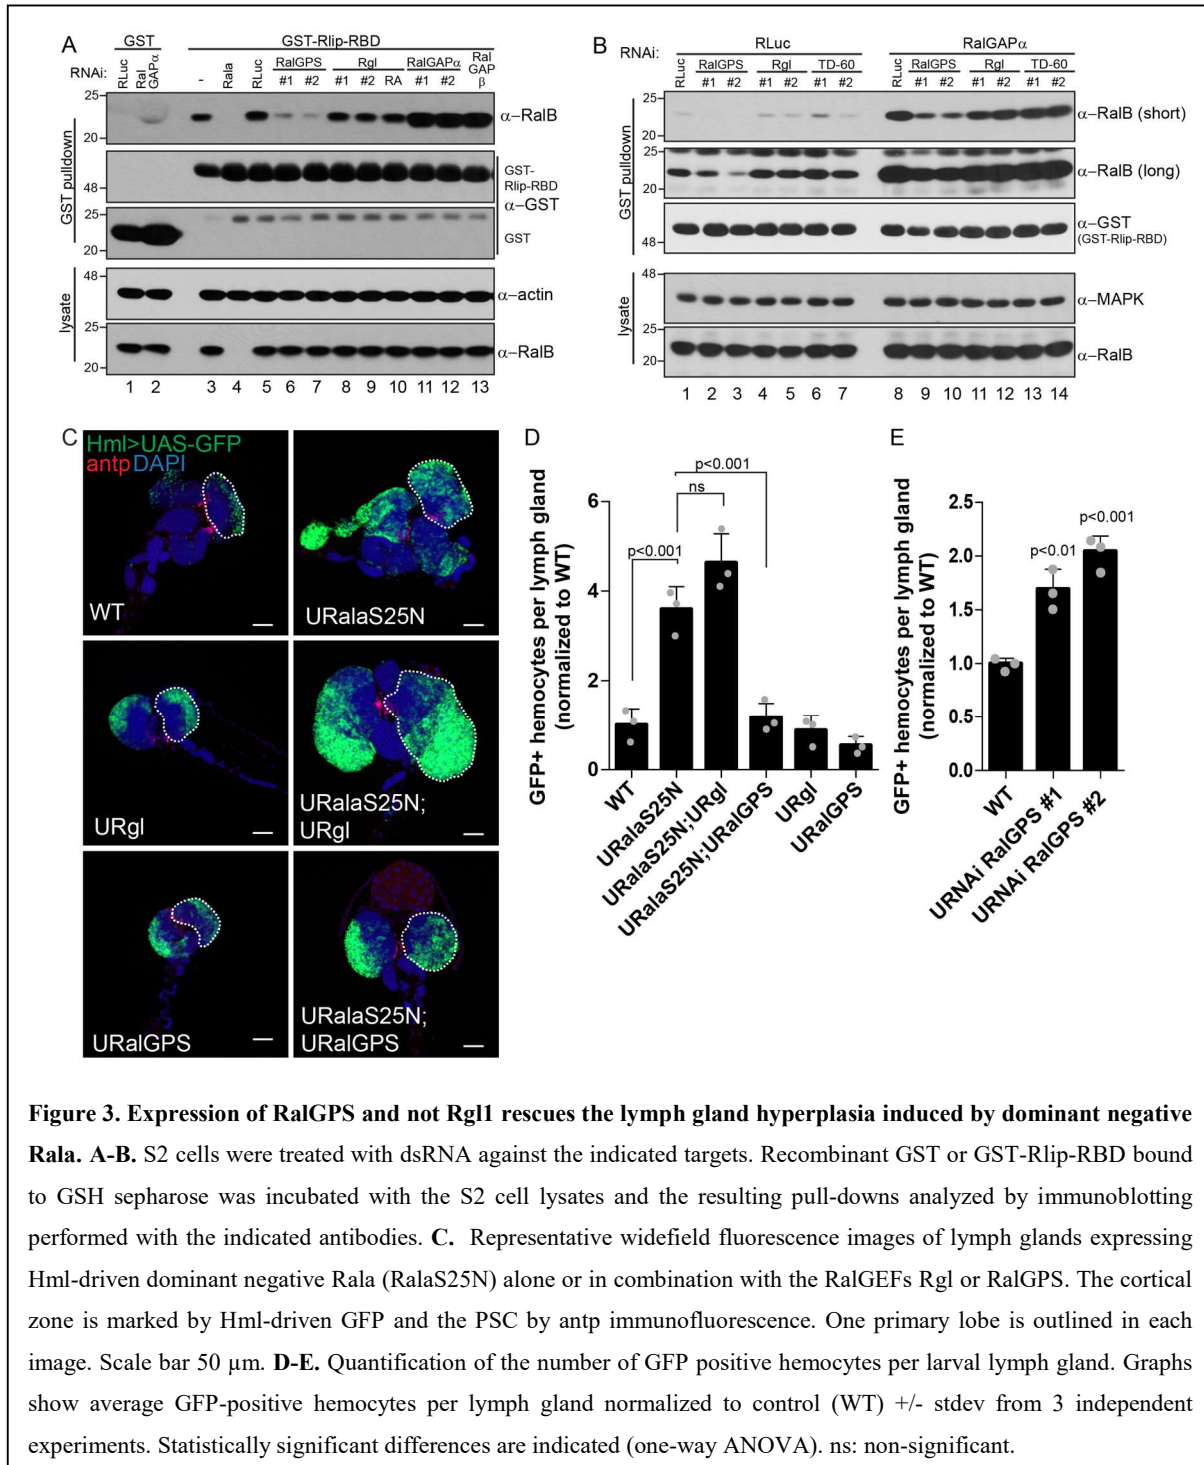 A
GST
GST-Rlip-RBD
RNAi:
RLuc
Ral GAPα
-
Rala
RLuc
RalGPS
#1 #2
Rgl
#1 #2 RA
RalGAPα
#1 #2
Ral GAP β
GST pulldown
25
20
α–RalB
48
GST-Rlip-RBD
α–GST
25
20
GST
lysate
48
α–actin
25
20
α–RalB
1 2 3 4 5 6 7 8 9 10 11 12 13
B
RLuc
RalGAPα
RNAi:
RLuc
RalGPS
Rgl
TD-60
RLuc
RalGPS
Rgl
TD-60
#1 #2 #1 #2 #1 #2
#1 #2 #1 #2 #1 #2
GST pulldown
25
20
α–RalB (short)
25
20
α–RalB (long)
48
α–GST
(GST-Rlip-RBD)
lysate
48
α–MAPK
25
20
α–RalB
1 2 3 4 5 6 7 8 9 10 11 12 13 14
C
Hml>UAS-GFP
antp DAPI
WT
URalaS25N
URgl
URalaS25N;
URgl
URalGPS
URalaS25N;
URalGPS
D
GFP+ hemocytes per lymph gland
(normalized to WT)
6
4
2
0
p<0.001
ns
p<0.001
WT
URalaS25N
URalaS25N;URgl
URalaS25N;URalGPS
URgl
URalGPS
E
GFP+ hemocytes per lymph gland
(normalized to WT)
2.5
2.0
1.5
1.0
0.5
0.0
p<0.01
p<0.001
WT
URNAi RalGPS #1
URNAi RalGPS #2
Figure 3. Expression of RalGPS and not Rgl1 rescues the lymph gland hyperplasia induced by dominant negative
Rala. A-B. S2 cells were treated with dsRNA against the indicated targets. Recombinant GST or GST-Rlip-RBD bound
to GSH sepharose was incubated with the S2 cell lysates and the resulting pull-downs analyzed by immunoblotting
performed with the indicated antibodies. C. Representative widefield fluorescence images of lymph glands expressing
Hml-driven dominant negative Rala (RalaS25N) alone or in combination with the RalGEFs Rgl or RalGPS. The cortical
zone is marked by Hml-driven GFP and the PSC by antp immunofluorescence. One primary lobe is outlined in each
image. Scale bar 50 µm. D-E. Quantification of the number of GFP positive hemocytes per larval lymph gland. Graphs
show average GFP-positive hemocytes per lymph gland normalized to control (WT) +/- stdev from 3 independent
experiments. Statistically significant differences are indicated (one-way ANOVA). ns: non-significant.